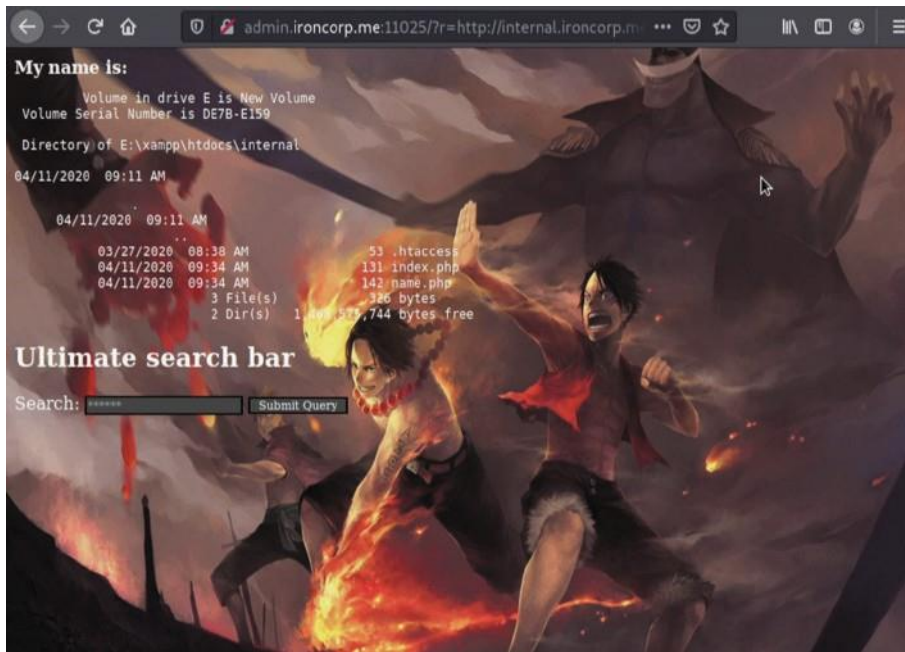 admin.ironcorp.me:11025/?r=http://internal.ironcorp.m
My name is:
Volume in drive E is New Volume
Volume Serial Number is DE7B-E159
Directory of E:\xampp\htdocs\internal
04/11/2020 09:11 AM
.
04/11/2020 09:11 AM
..
03/27/2020 08:38 AM 53 .htaccess
04/11/2020 09:34 AM 131 index.php
04/11/2020 09:34 AM 142 name.php
3 File(s) 326 bytes
2 Dir(s) bytes free
Ultimate search bar
Search: ****** Submit Query